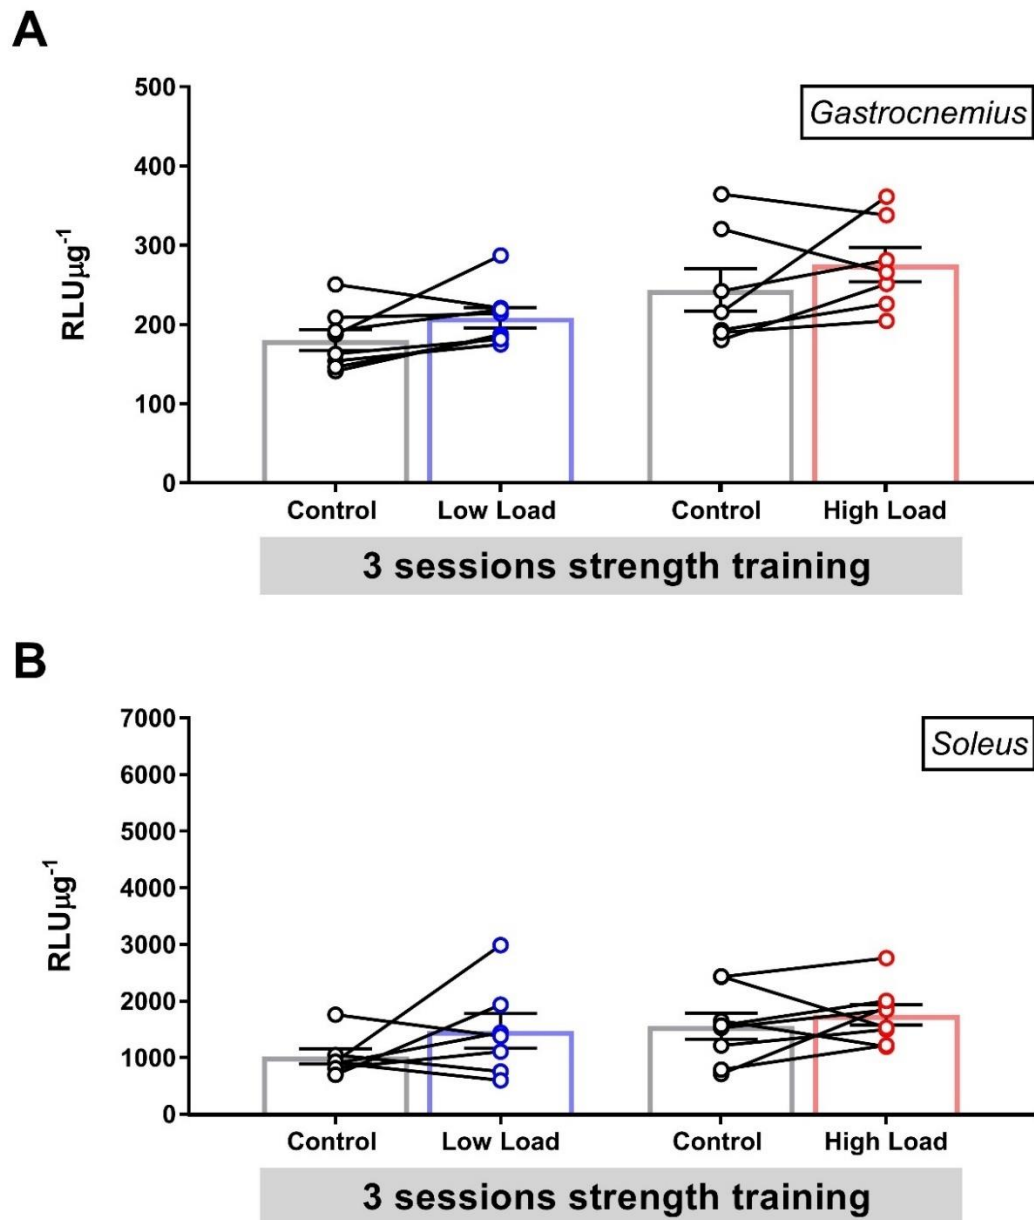 A
Gastrocnemius
RLUµg-1
500
400
300
200
100
0
Control Low Load Control High Load
3 sessions strength training
B
Soleus
RLUµg-1
7000
6000
5000
4000
3000
2000
1000
0
Control Low Load Control High Load
3 sessions strength training